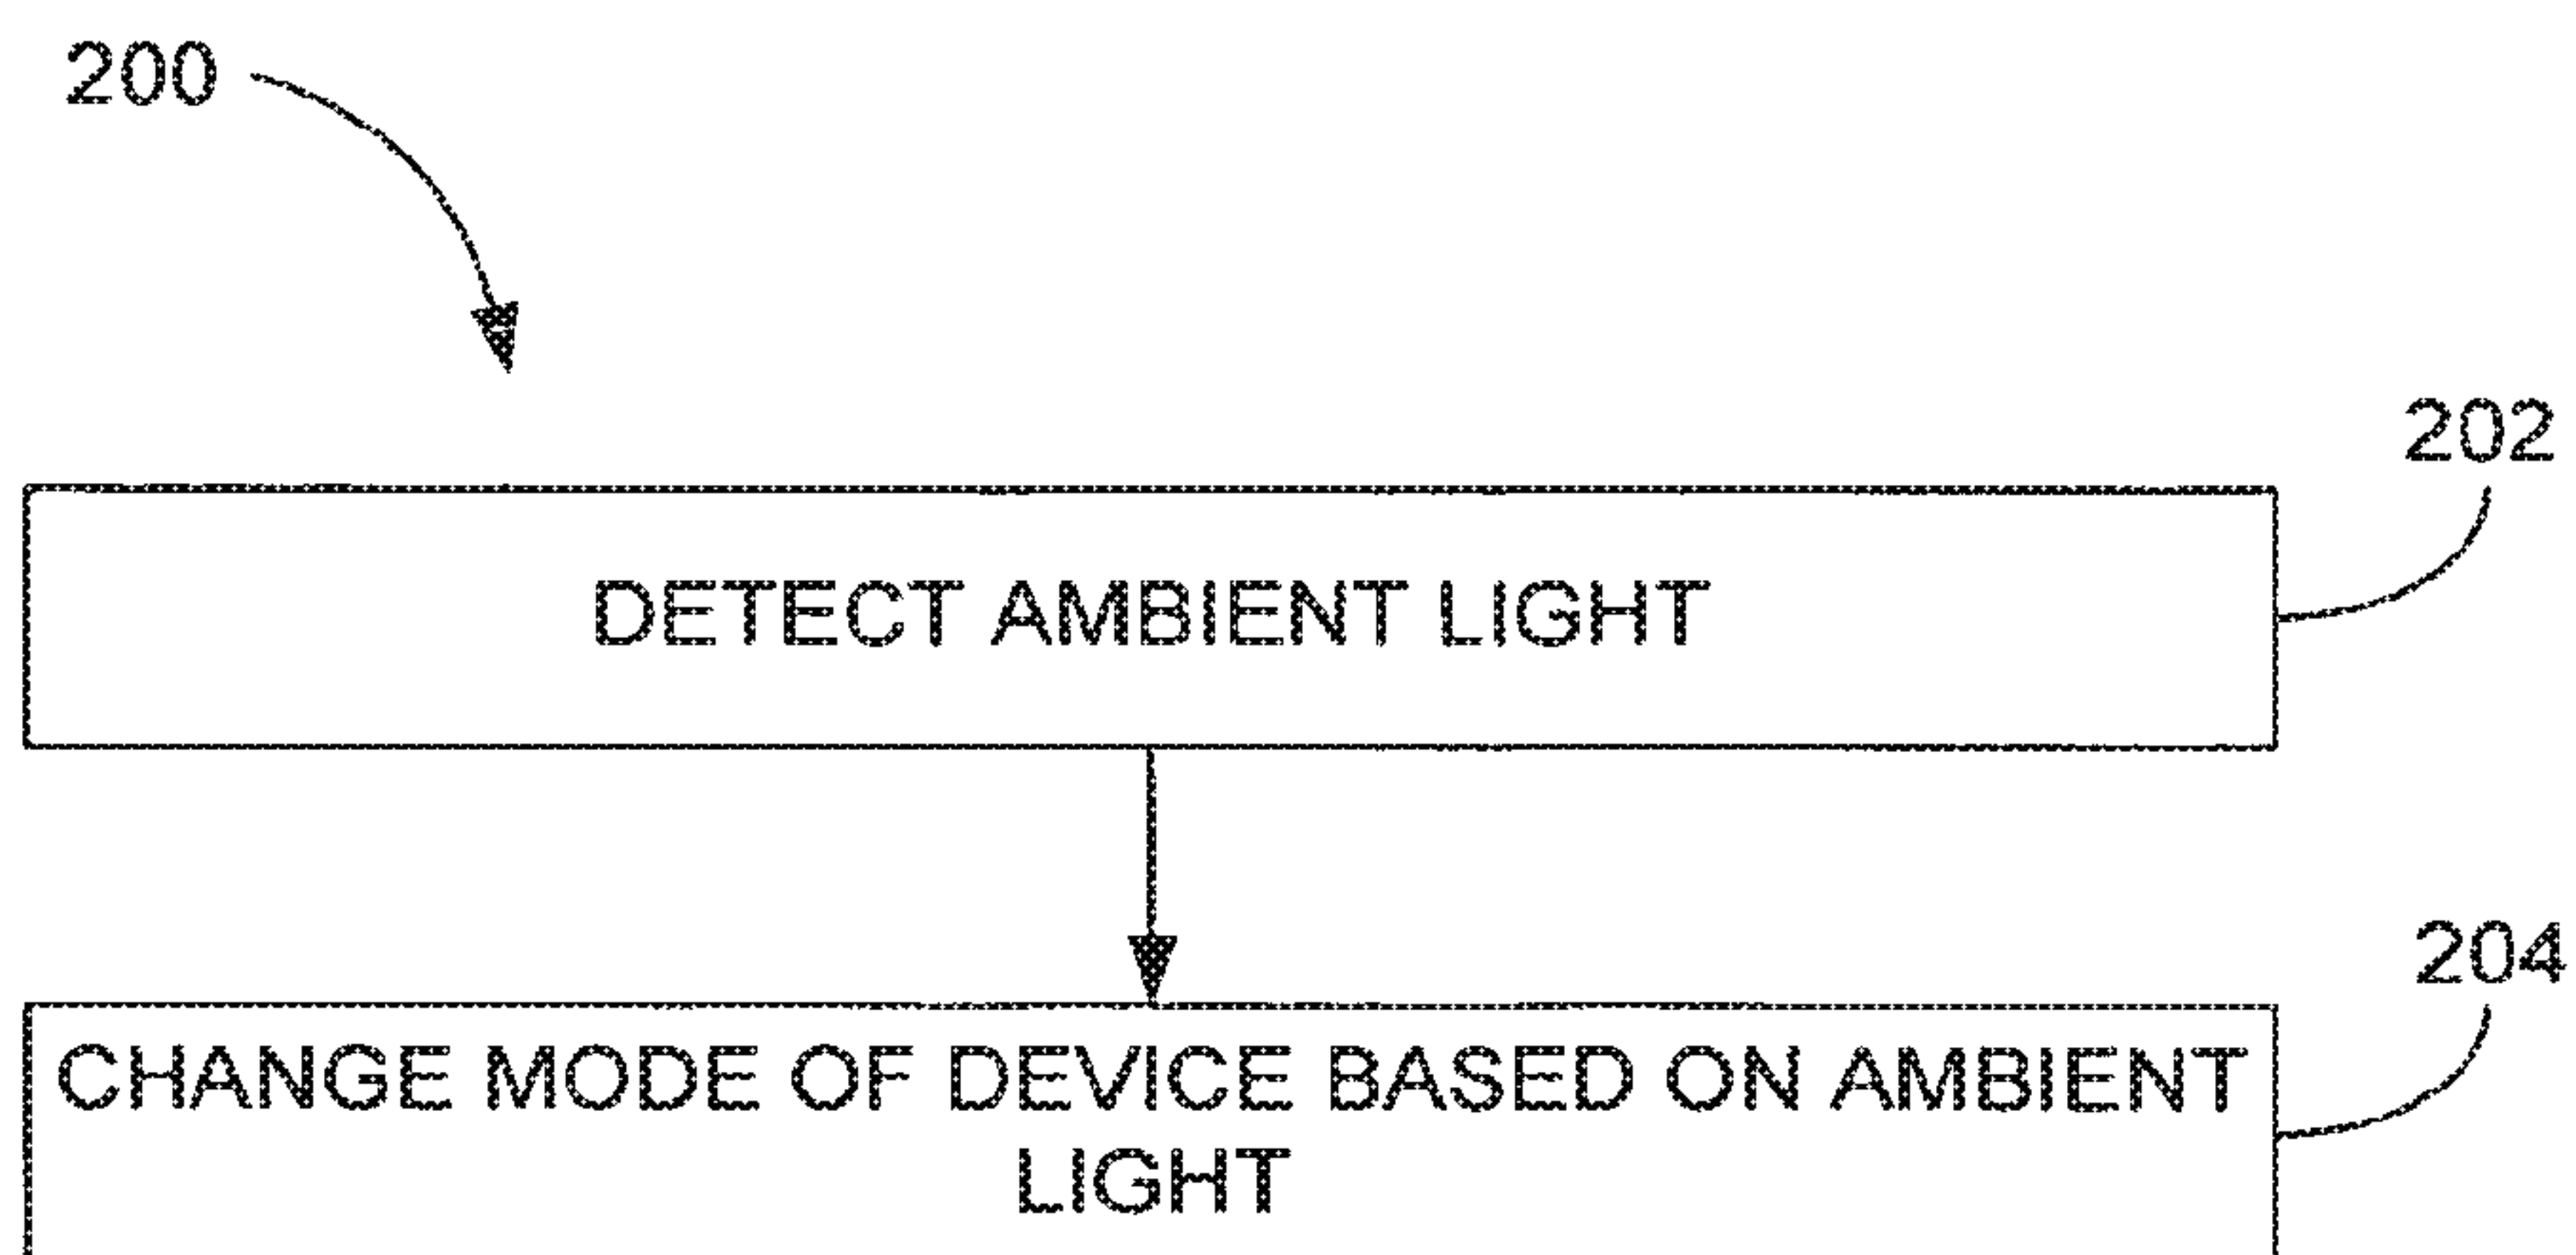 200
202
DETECT AMBIENT LIGHT
204
CHANGE MODE OF DEVICE BASED ON AMBIENT
LIGHT